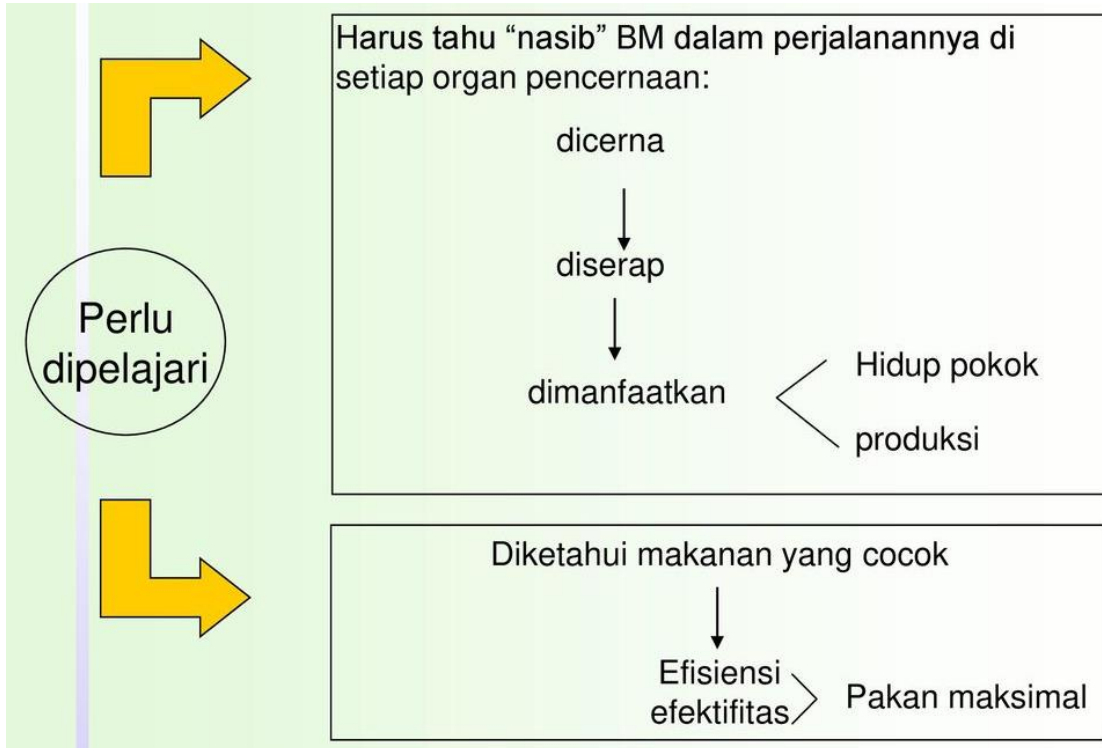 Harus tahu “nasib” BM dalam perjalanannya di
setiap organ pencernaan:
dicerna
diserap
dimanfaatkan
Hidup pokok
produksi
Perlu
dipelajari
Diketahui makanan yang cocok
Efisiensi
efektifitas
Pakan maksimal